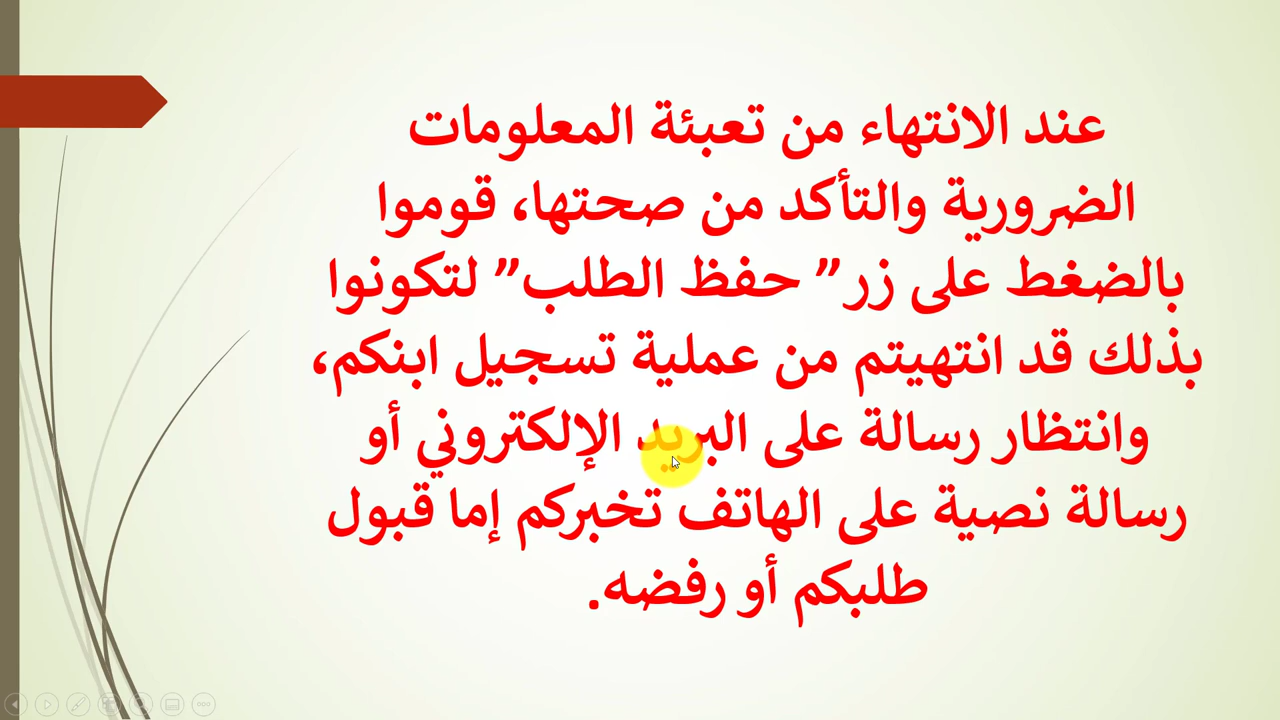 عند الانتهاء من تعبئة المعلومات
الضرورية والتأكد من صحتها، قوموا
بالضغط على زر” حفظ الطلب” لتكونوا
بذلك قد انتهيتم من عملية تسجيل ابنكم،
وانتظار رسالة على البريد الإلكتروني أو
رسالة نصية على الهاتف تخبركم إما قبول
طلبكم أو رفضه.